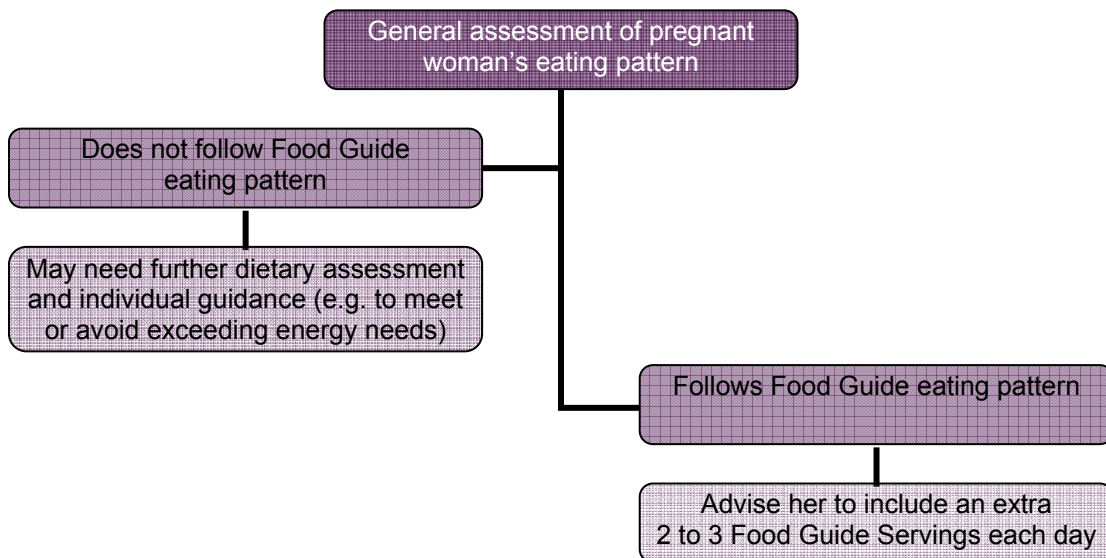 General assessment of pregnant
woman's eating pattern
Does not follow Food Guide
eating pattern
May need further dietary assessment
and individual guidance (e.g. to meet
or avoid exceeding energy needs)
Follows Food Guide eating pattern
Advise her to include an extra
2 to 3 Food Guide Servings each day